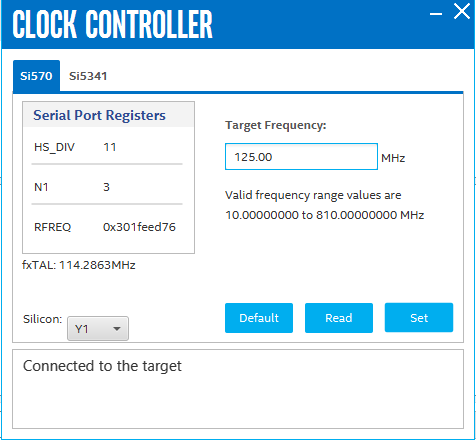 CLOCK CONTROLLER
Si570 Si5341
Serial Port Registers
HS_DIV 11
N1 3
RFREQ 0x301feed76
fxTAL: 114.2863MHz
Target Frequency:
125.00 MHz
Valid frequency range values are
10.00000000 to 810.00000000 MHz
Silicon: Y1
Default Read Set
Connected to the target